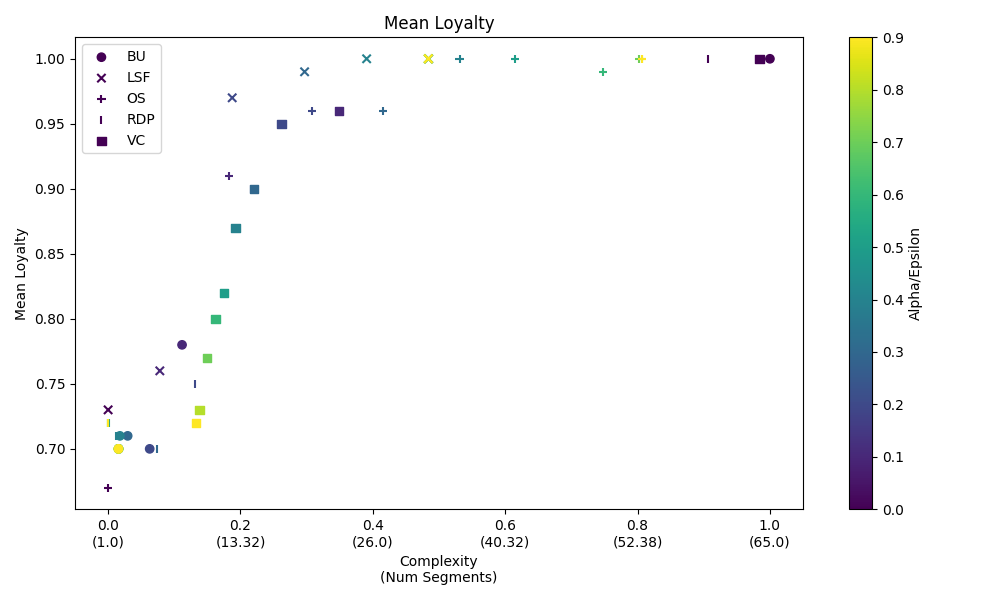 Mean Loyalty
BU
LSF
OS
RDP
VC
Mean Loyalty
1.00
0.95
0.90
0.85
0.80
0.75
0.70
0.0
(1.0)
0.2
(13.32)
0.4
(26.0)
0.6
(40.32)
0.8
(52.38)
1.0
(65.0)
Complexity
(Num Segments)
0.9
0.8
0.7
0.6
0.5
0.4
0.3
0.2
0.1
0.0
Alpha/Epsilon